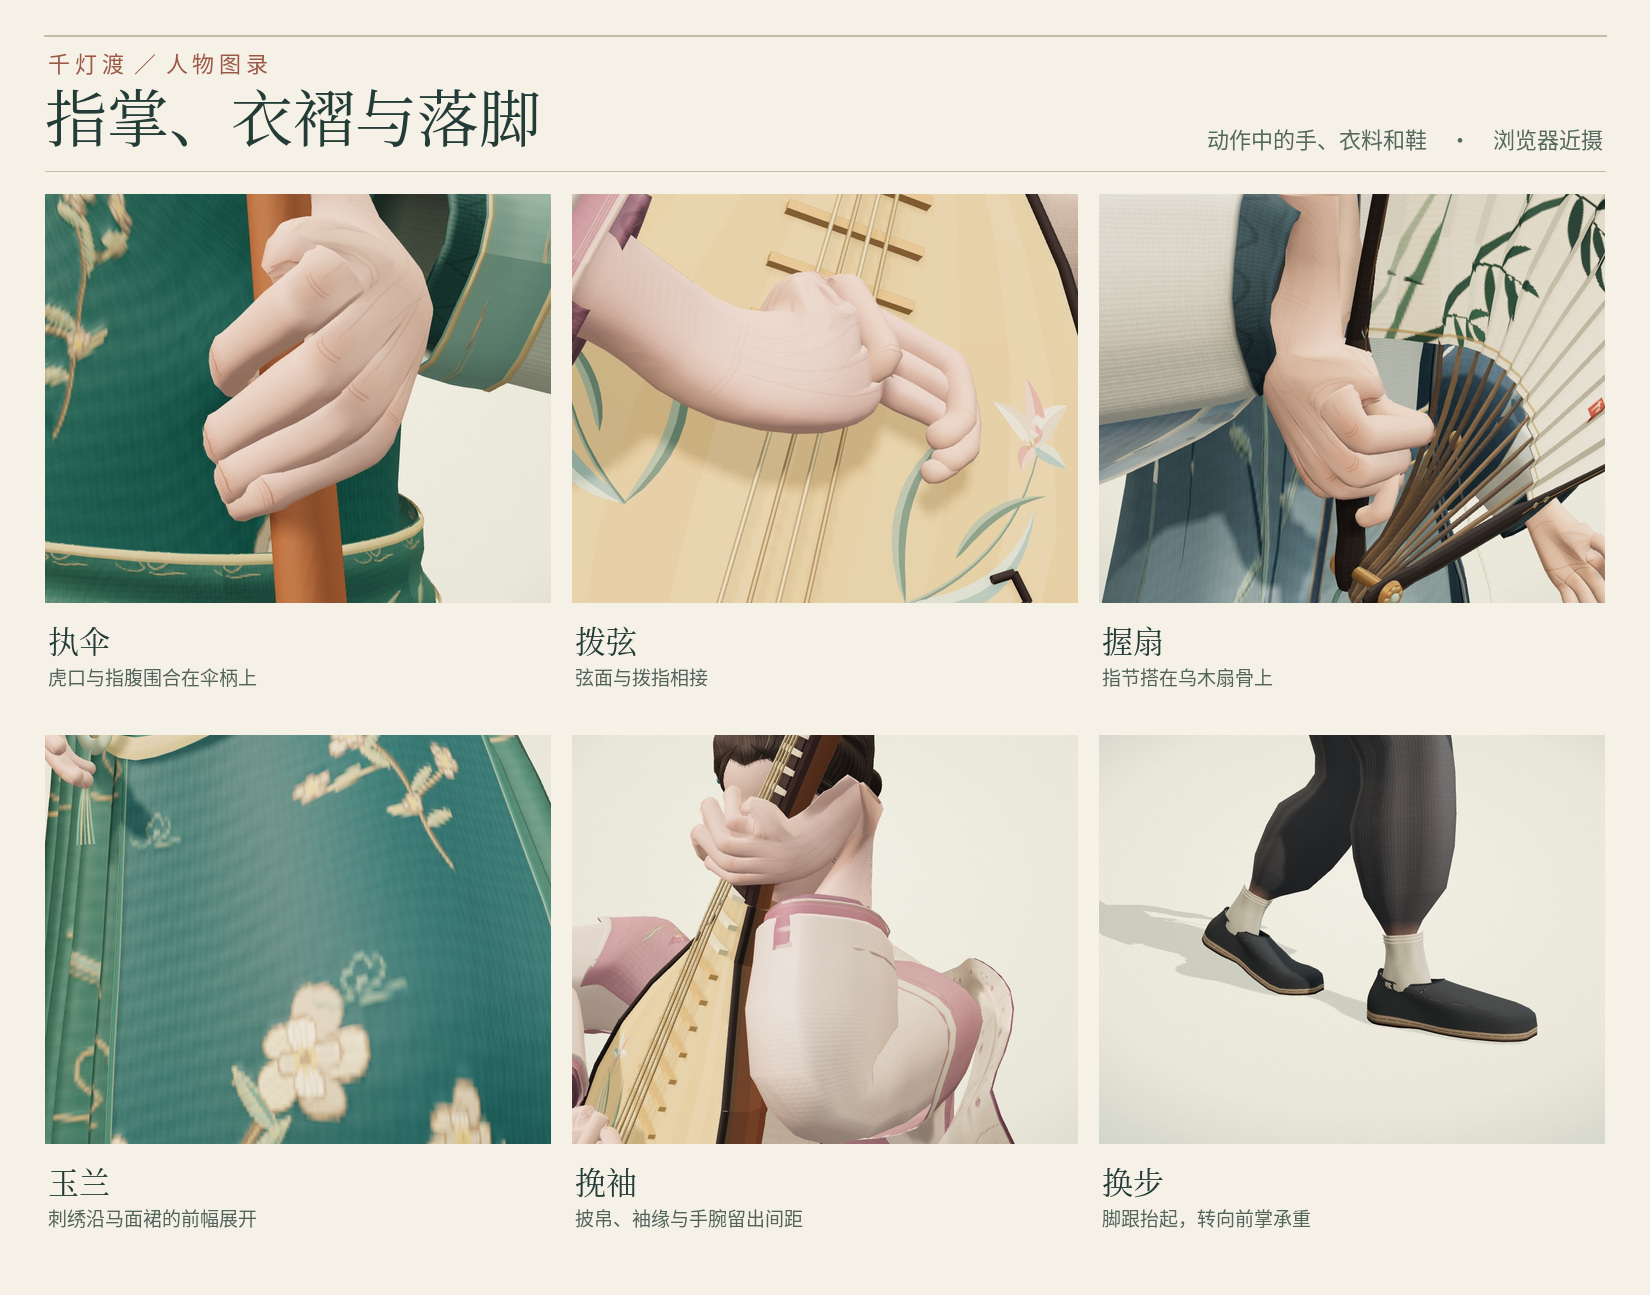 千灯渡 / 人物图录
指掌、衣褶与落脚
动作中的手、衣料和鞋 • 浏览器近摄
执伞
虎口与指腹围合在伞柄上
拨弦
弦面与拨指相接
握扇
指节搭在乌木扇骨上
玉兰
刺绣沿马面裙的前幅展开
挽袖
披帛、袖缘与手腕留出间距
换步
脚跟抬起，转向前掌承重